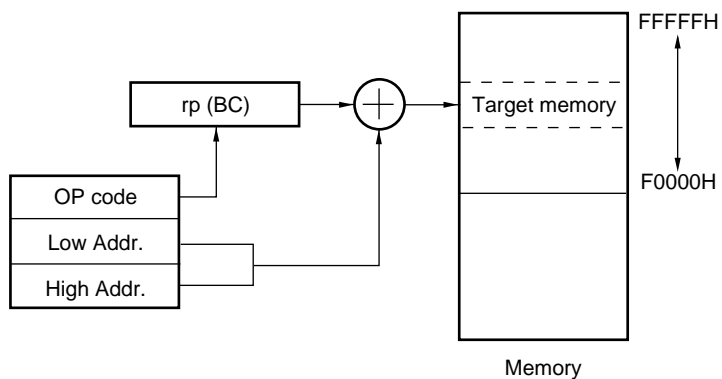 FFFFFH
rp (BC)
Target memory
F0000H
OP code
Low Addr.
High Addr.
Memory